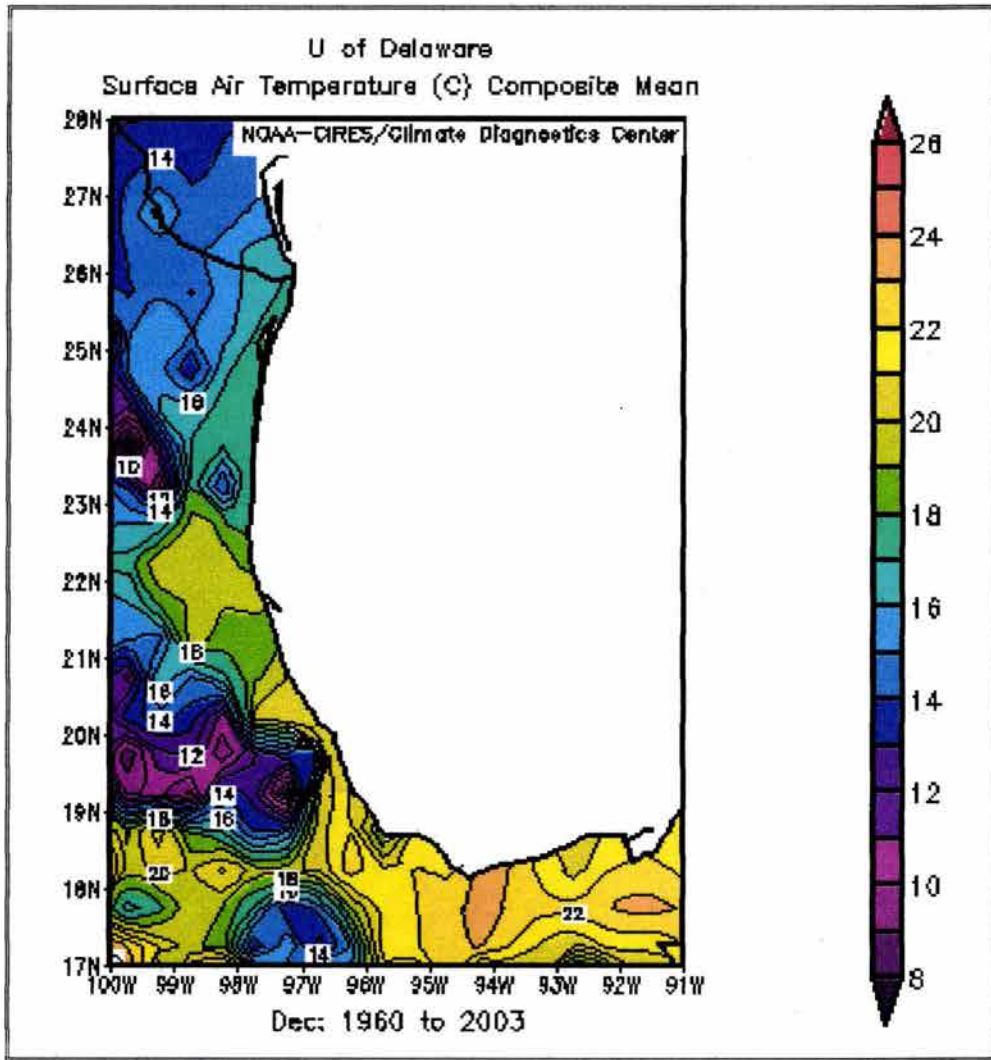 U of Delaware
Surface Air Temperature (C) Composite Mean
NOAA-CIRES/Climate Diagnostics Center
28N
27N
26N
25N
24N
23N
22N
21N
20N
19N
18N
17N
14
16
10
14
18
16
14
12
14
16
18
20
18
22
14
100W 99W 98W 97W 96W 95W 94W 93W 92W 91W
Dec: 1960 to 2003
26
24
22
20
18
16
14
12
10
8